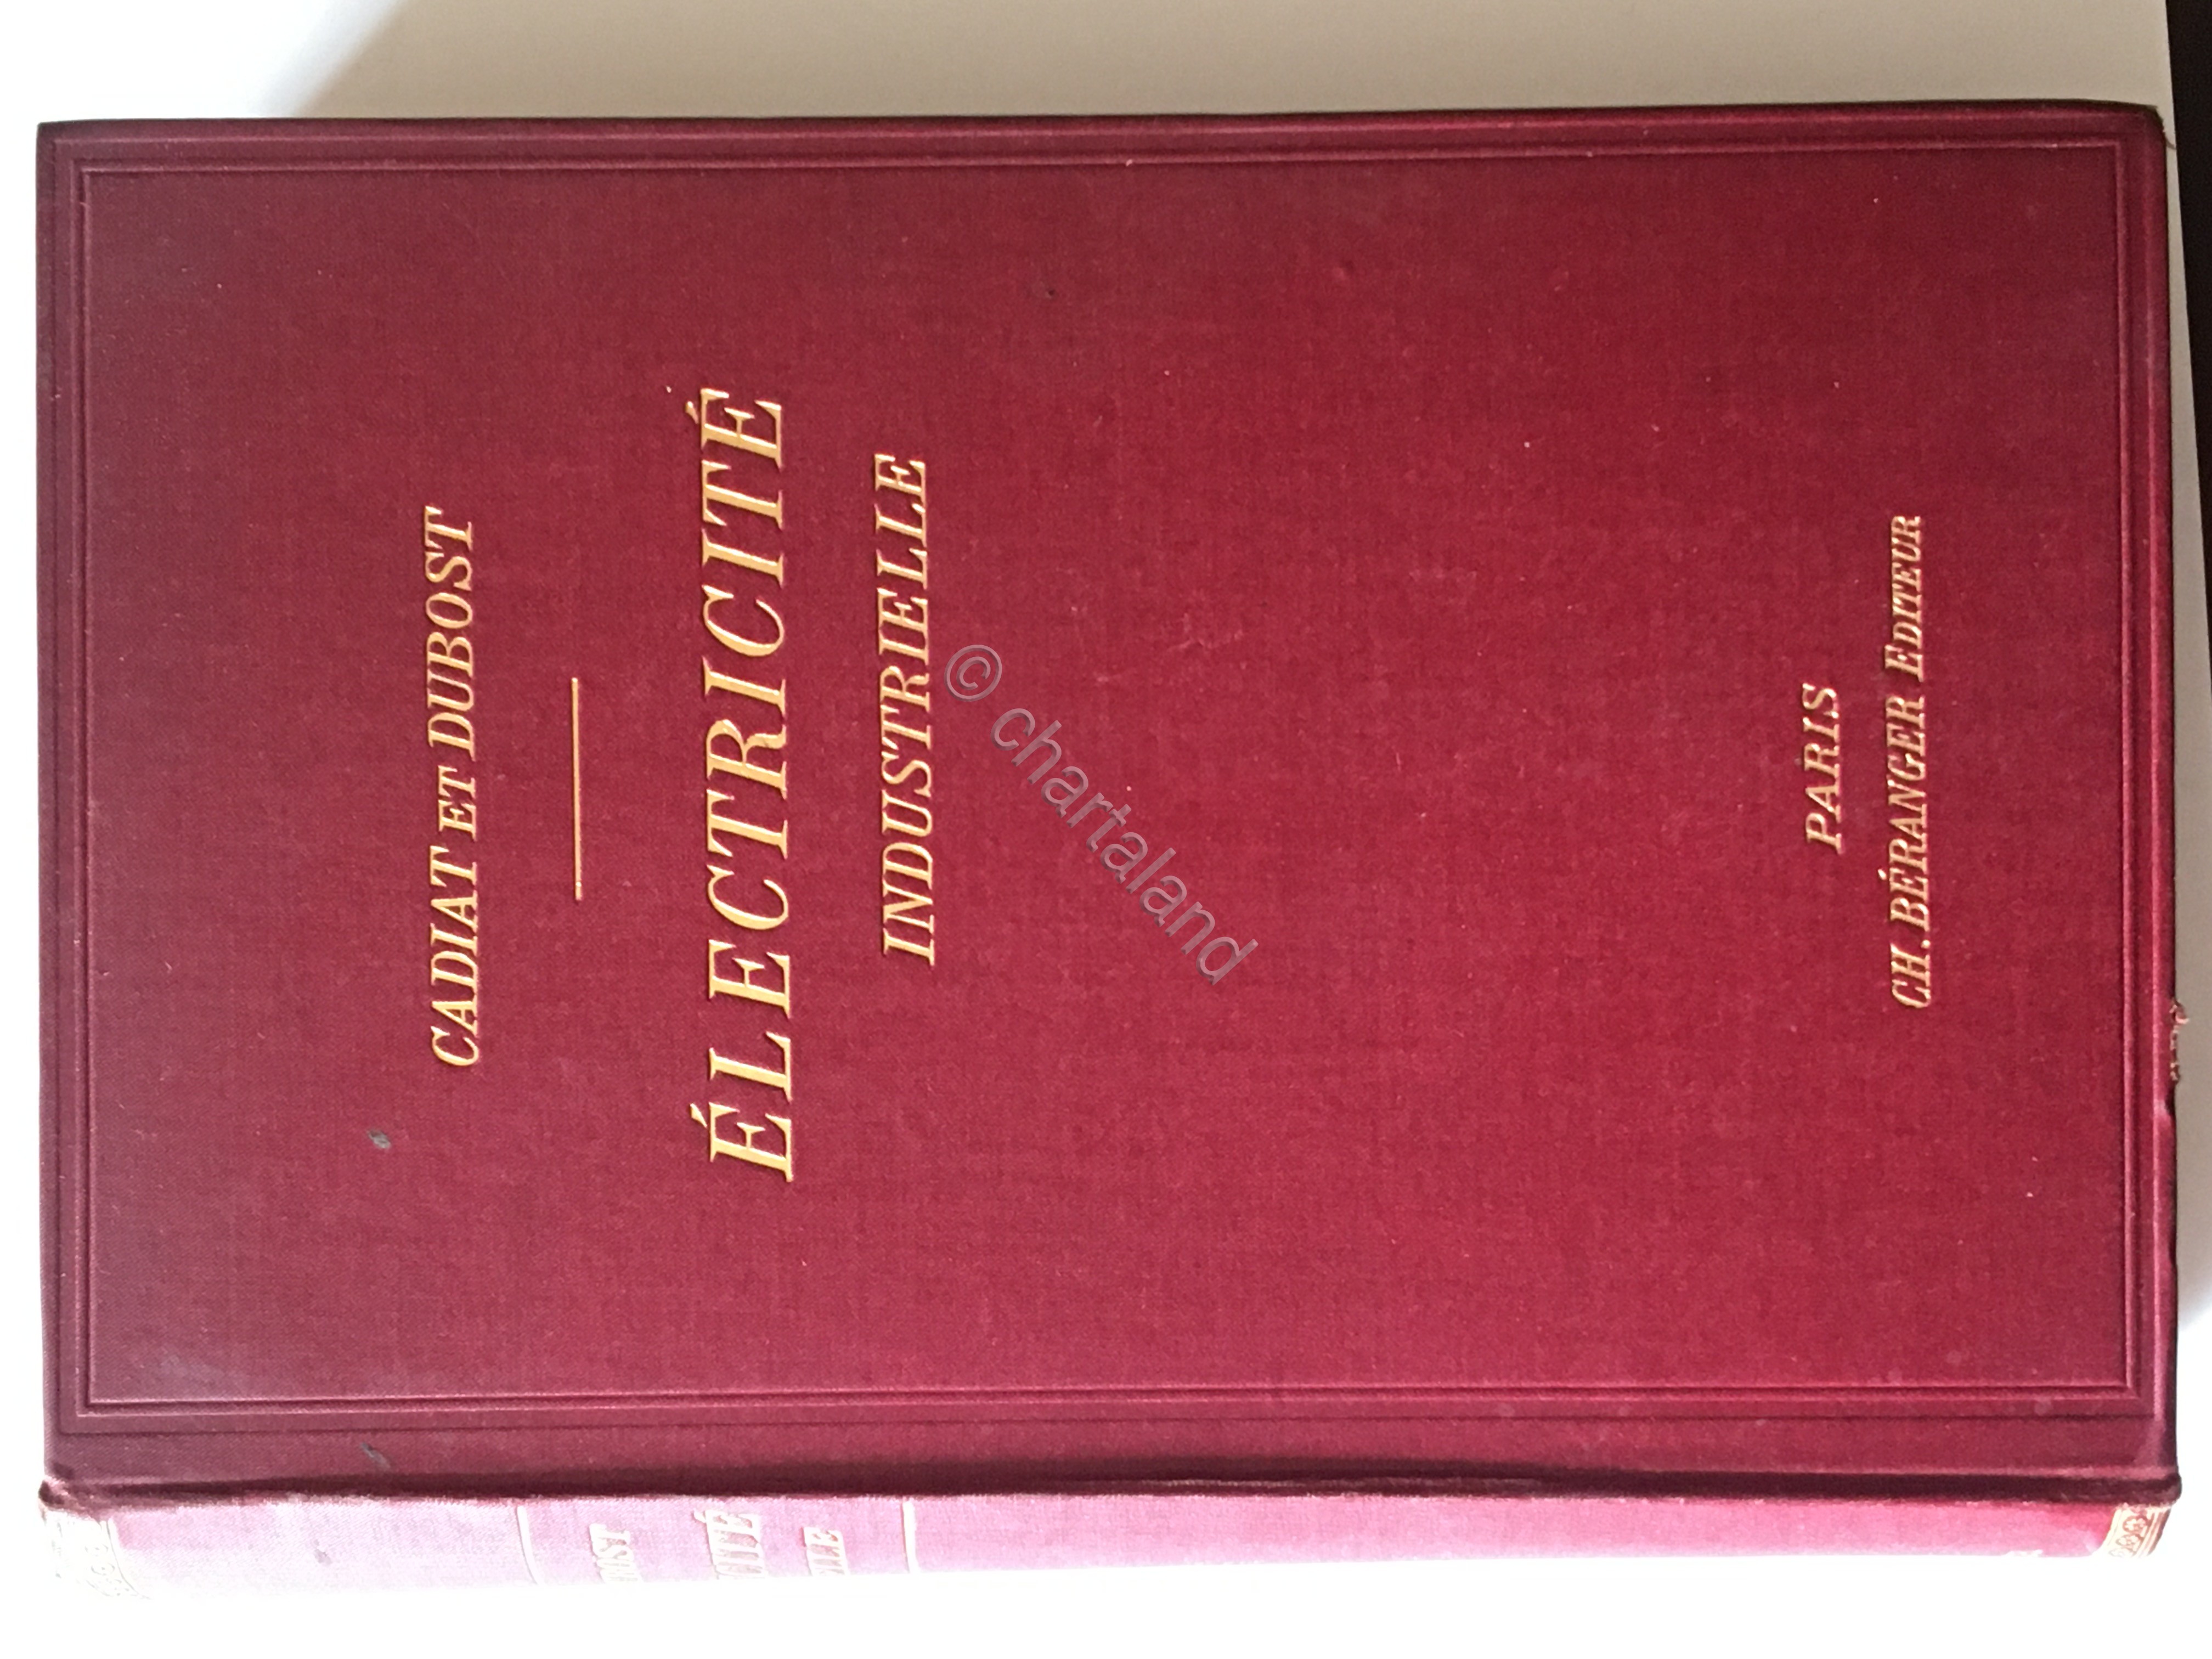 CADIAT ET DUBOST
ÉLECTRICITÉ
INDUSTRIELLE
© chartaland
PARIS
CH. BÉRANGER EDITEUR